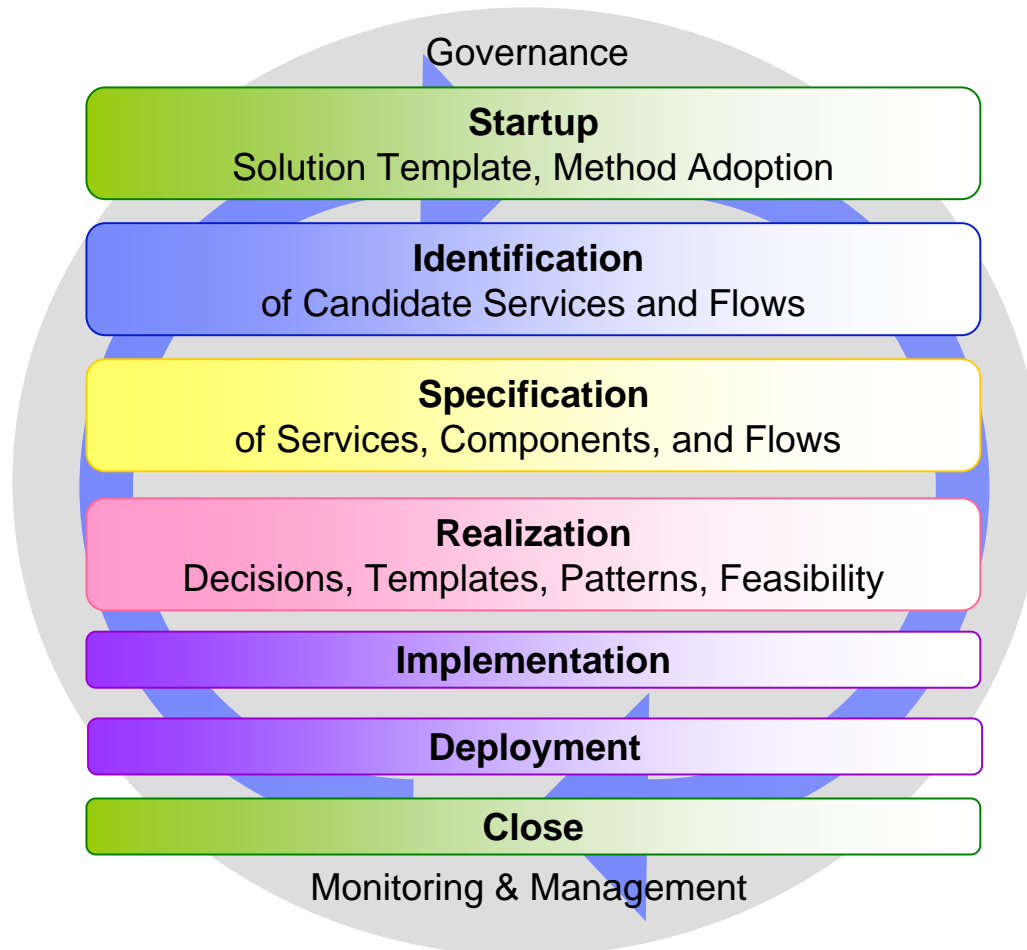 Governance
Startup
Solution Template, Method Adoption
Identification
of Candidate Services and Flows
Specification
of Services, Components, and Flows
Realization
Decisions, Templates, Patterns, Feasibility
Implementation
Deployment
Close
Monitoring & Management